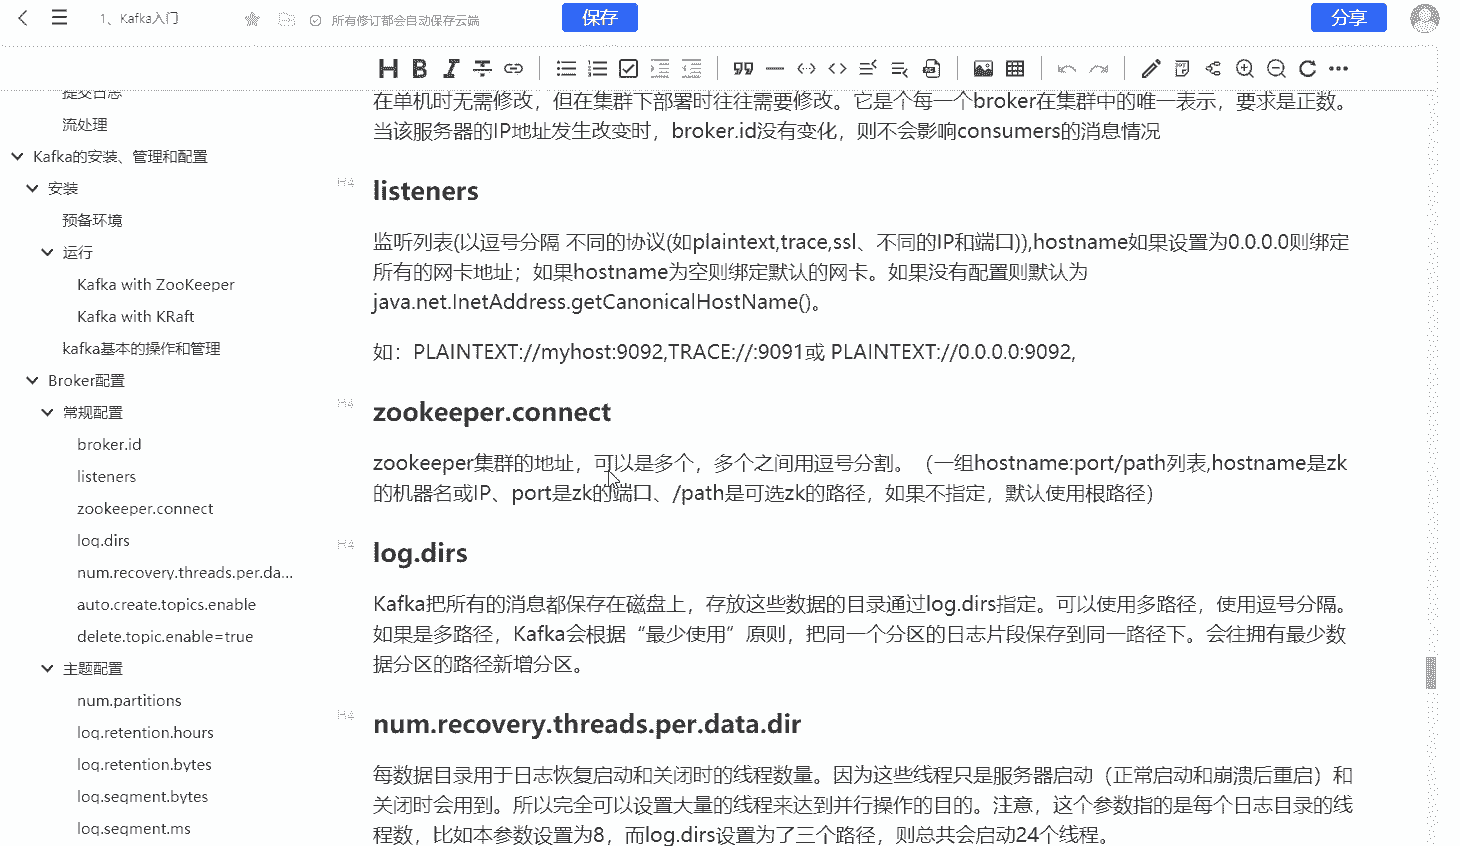 1、Kafka入门
所有修订都会自动保存云端
保存
分享
提交日志
流处理
Kafka的安装、管理和配置
安装
预备环境
运行
Kafka with ZooKeeper
Kafka with KRaft
kafka基本的操作和管理
Broker配置
常规配置
broker.id
listeners
zookeeper.connect
log.dirs
num.recovery.threads.per.da...
auto.create.topics.enable
delete.topic.enable=true
主题配置
num.partitions
log.retention.hours
log.retention.bytes
log.segment.bytes
log.segment.ms
在单机时无需修改，但在集群下部署时往往需要修改。它是个每一个broker在集群中的唯一表示，要求是正数。
当该服务器的IP地址发生改变时，broker.id没有变化，则不会影响consumers的消息情况
H4
listeners
监听列表(以逗号分隔 不同的协议(如plaintext,trace,ssl、不同的IP和端口)),hostname如果设置为0.0.0.0则绑定
所有的网卡地址；如果hostname为空则绑定默认的网卡。如果没有配置则默认为
java.net.InetAddress.getCanonicalHostName()。
如：PLAINTEXT://myhost:9092,TRACE://:9091或 PLAINTEXT://0.0.0.0:9092,
H4
zookeeper.connect
zookeeper集群的地址，可以是多个，多个之间用逗号分割。（一组hostname:port/path列表,hostname是zk
的机器名或IP、port是zk的端口、/path是可选zk的路径，如果不指定，默认使用根路径）
H4
log.dirs
Kafka把所有的消息都保存在磁盘上，存放这些数据的目录通过log.dirs指定。可以使用多路径，使用逗号分隔。
如果是多路径，Kafka会根据“最少使用”原则，把同一个分区的日志片段保存到同一路径下。会往拥有最少数
据分区的路径新增分区。
H4
num.recovery.threads.per.data.dir
每数据目录用于日志恢复启动和关闭时的线程数量。因为这些线程只是服务器启动（正常启动和崩溃后重启）和
关闭时会用到。所以完全可以设置大量的线程来达到并行操作的目的。注意，这个参数指的是每个日志目录的线
程数，比如本参数设置为8，而log.dirs设置为了三个路径，则总共会启动24个线程。